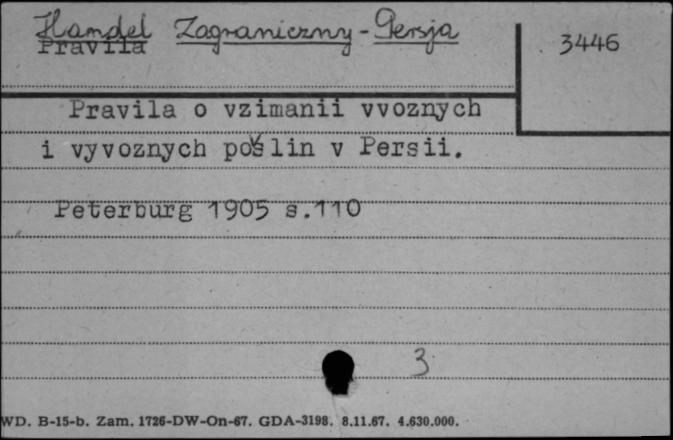 Handel Zagraniczny - Persja
Pravila
3446
Pravila o vzimanii vvoznych
i vyvoznych pošlin v Persii.
Peterburg 1905 s.110
3
WD. B-15-b. Zam. 1726-DW-On-67. GDA-3198. 8.11.67. 4.630.000.